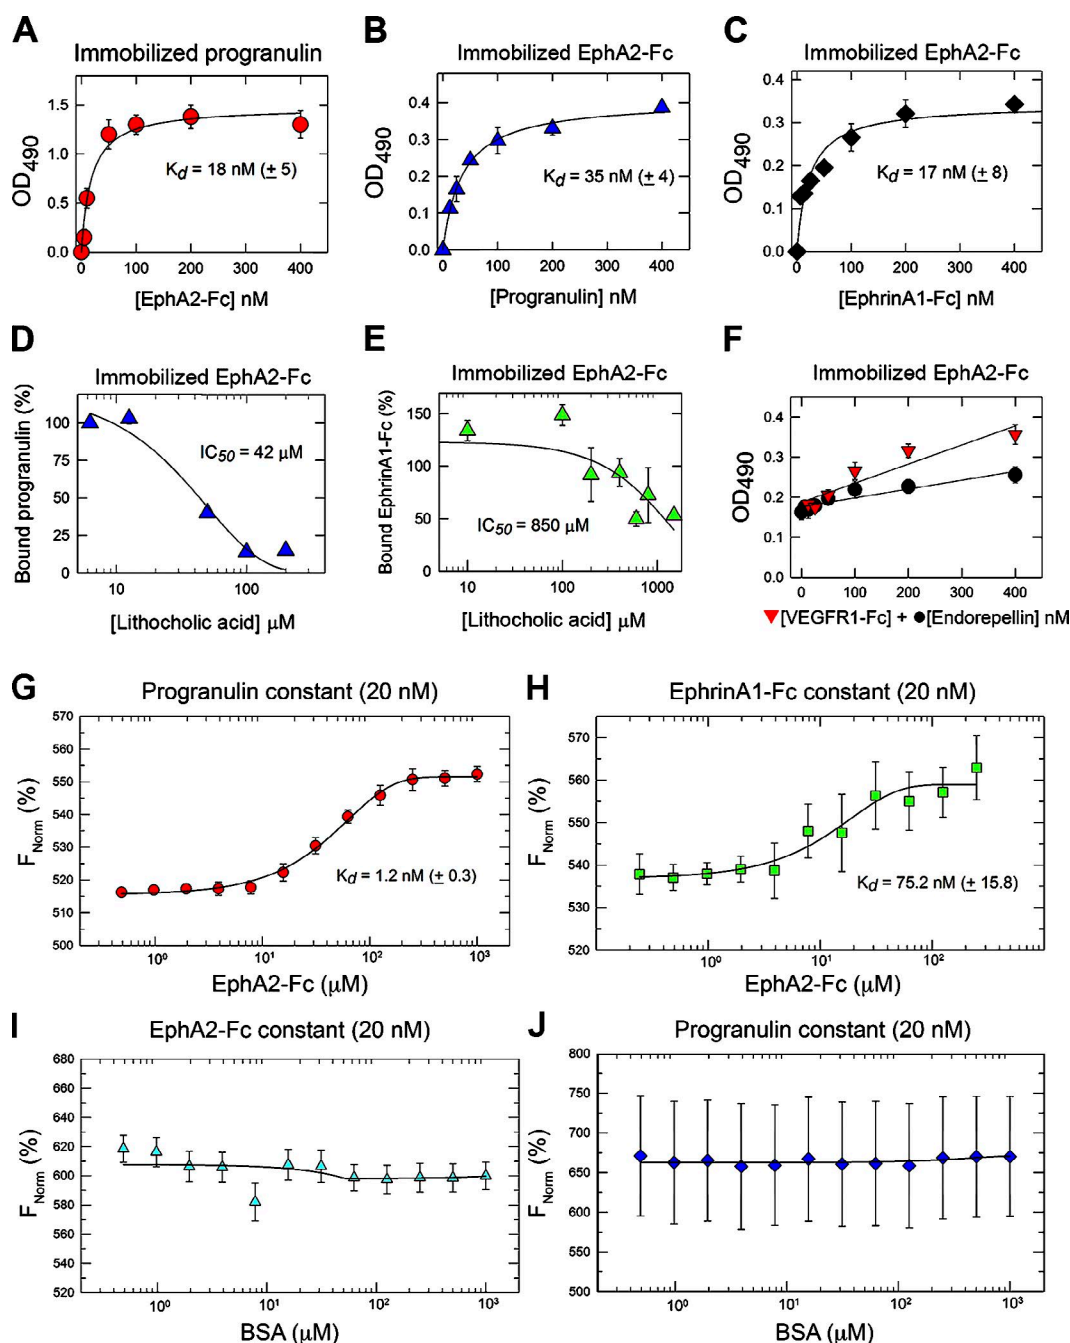 A
Immobilized progranulin
OD490
1.5
1.0
0.5
0.0
Kd = 18 nM (± 5)
0 100 200 300 400
[EphA2-Fc] nM
B
Immobilized EphA2-Fc
OD490
0.4
0.3
0.2
0.1
0.0
Kd = 35 nM (± 4)
0 100 200 300 400
[Progranulin] nM
C
Immobilized EphA2-Fc
OD490
0.4
0.3
0.2
0.1
0.0
Kd = 17 nM (± 8)
0 100 200 300 400
[EphrinA1-Fc] nM
D
Immobilized EphA2-Fc
Bound progranulin (%)
100
75
50
25
0
IC50 = 42 µM
10 100
[Lithocholic acid] µM
E
Immobilized EphA2-Fc
Bound EphrinA1-Fc (%)
150
100
50
0
IC50 = 850 µM
10 100 1000
[Lithocholic acid] µM
F
Immobilized EphA2-Fc
OD490
0.4
0.3
0.2
0.1
0.0
0 100 200 300 400
▼[VEGFR1-Fc] + ●[Endorepellin] nM
G
Progranulin constant (20 nM)
FNorm (%)
570
560
550
540
530
520
510
500
Kd = 1.2 nM (± 0.3)
10⁰ 10¹ 10² 10³
EphA2-Fc (µM)
H
EphrinA1-Fc constant (20 nM)
FNorm (%)
570
560
550
540
530
520
Kd = 75.2 nM (± 15.8)
10⁰ 10¹ 10²
EphA2-Fc (µM)
I
EphA2-Fc constant (20 nM)
FNorm (%)
680
660
640
620
600
580
560
540
520
10⁰ 10¹ 10² 10³
BSA (µM)
J
Progranulin constant (20 nM)
FNorm (%)
800
750
700
650
600
550
500
10⁰ 10¹ 10² 10³
BSA (µM)